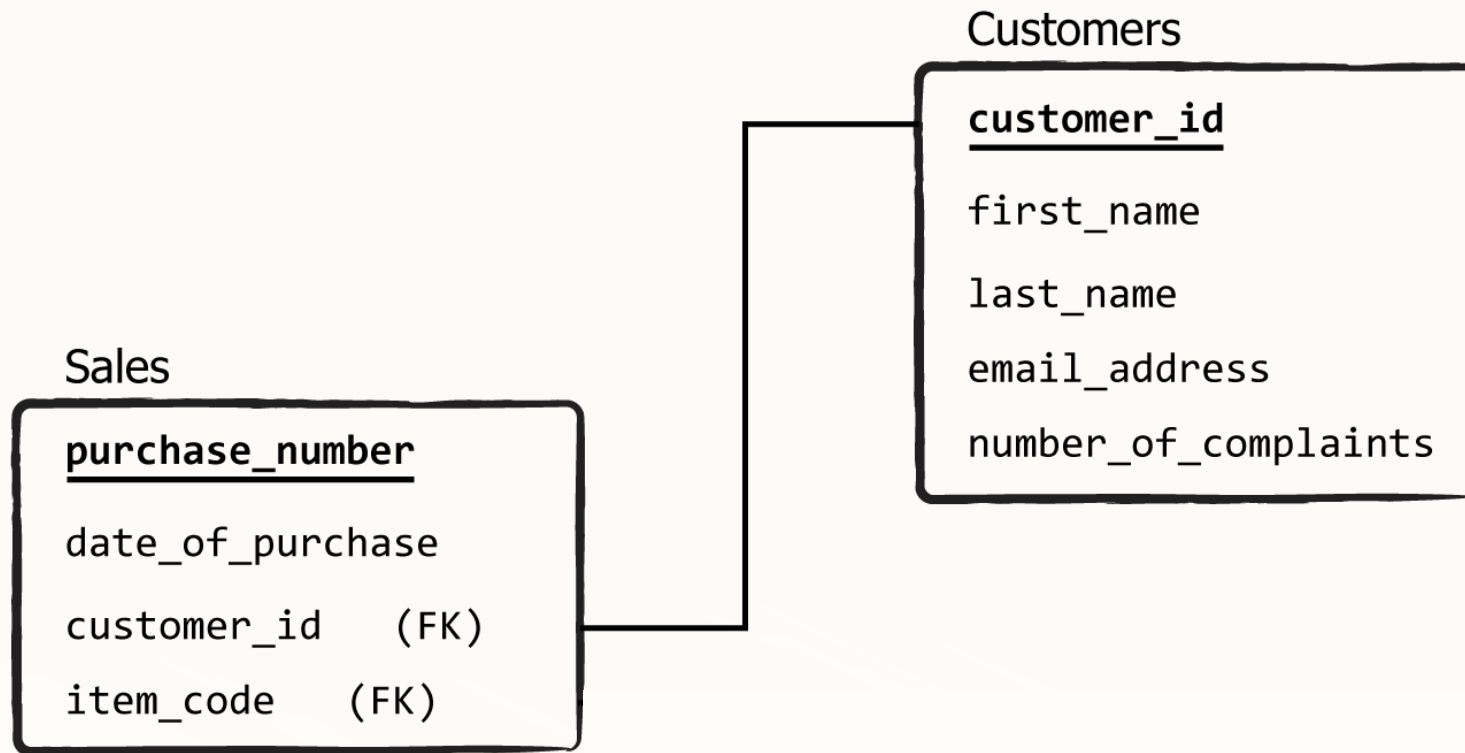 Customers
customer_id
first_name
last_name
email_address
number_of_complaints
Sales
purchase_number
date_of_purchase
customer_id (FK)
item_code (FK)